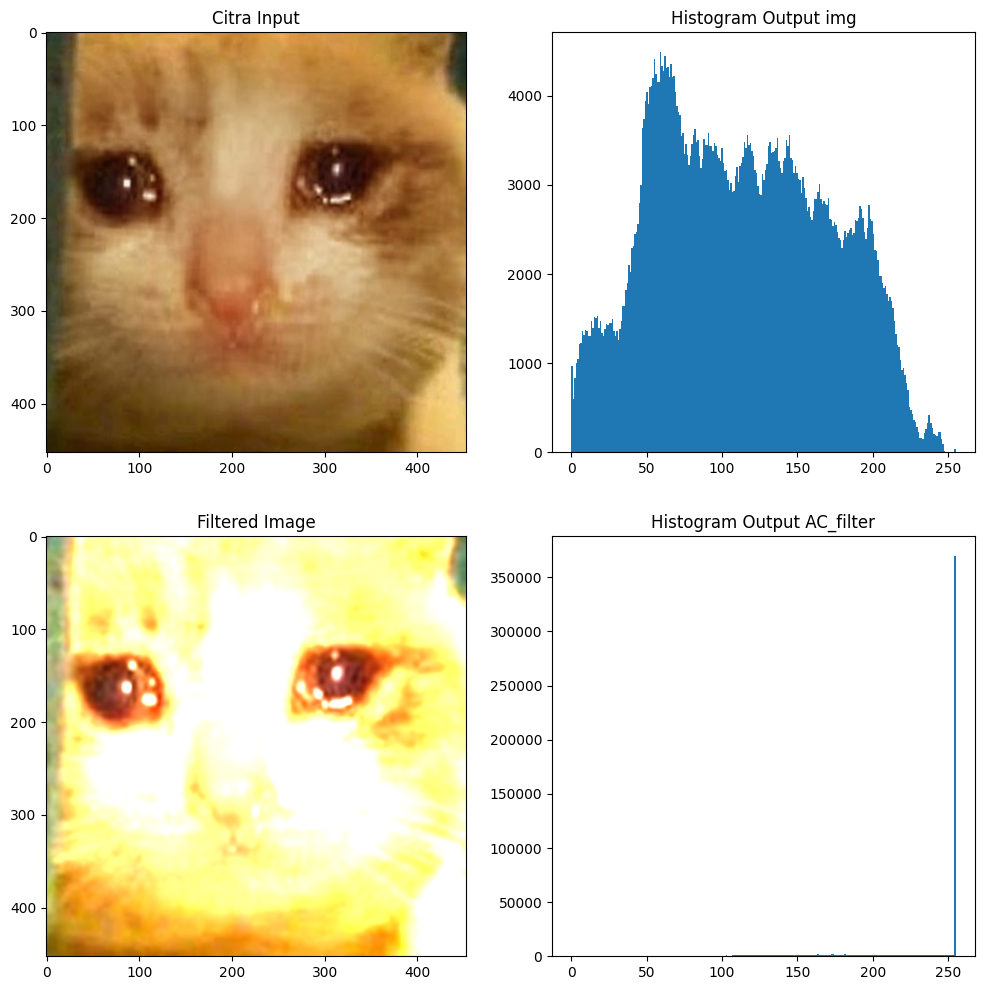 Citra Input
0
100
200
300
400
0 100 200 300 400
Histogram Output img
4000
3000
2000
1000
0
0 50 100 150 200 250
Filtered Image
0
100
200
300
400
0 100 200 300 400
Histogram Output AC_filter
350000
300000
250000
200000
150000
100000
50000
0
0 50 100 150 200 250